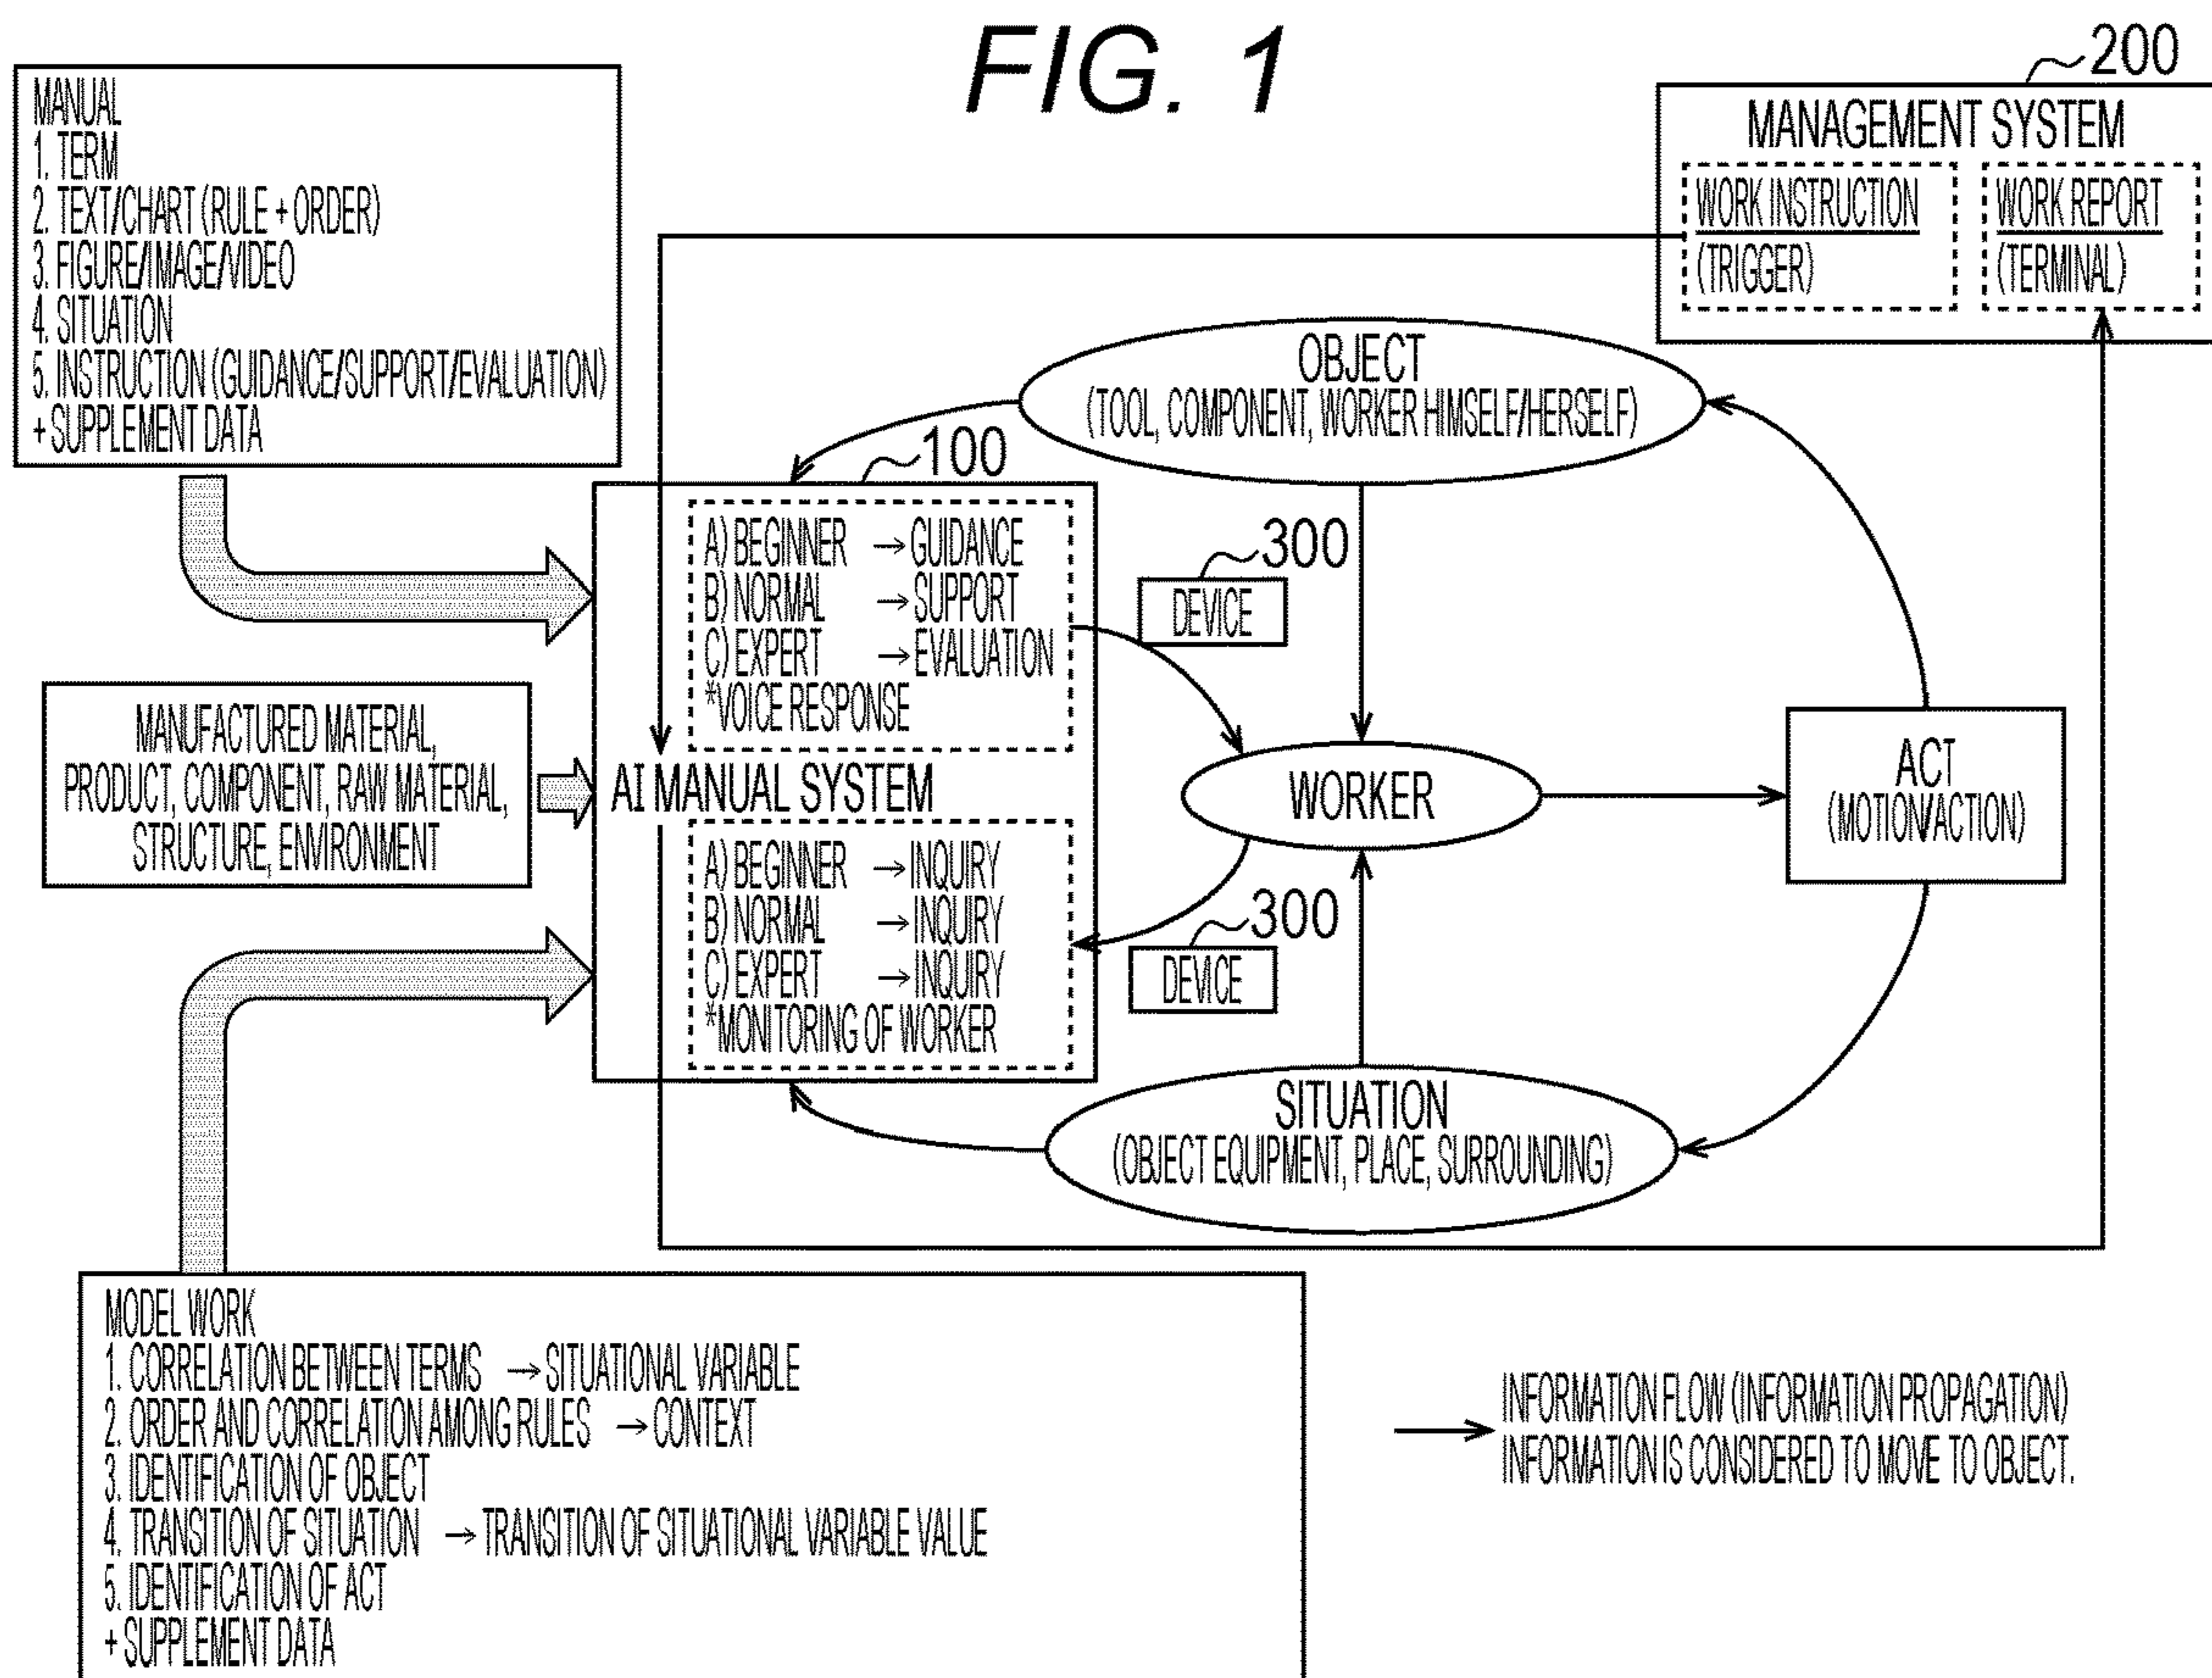 FIG. 1
MANUAL
1. TERM
2. TEXT/CHART (RULE + ORDER)
3. FIGURE/IMAGE/VIDEO
4. SITUATION
5. INSTRUCTION (GUIDANCE/SUPPORT/EVALUATION)
+ SUPPLEMENT DATA
200
MANAGEMENT SYSTEM
WORK INSTRUCTION
(TRIGGER)
WORK REPORT
(TERMINAL)
OBJECT
(TOOL, COMPONENT, WORKER HIMSELF/HERSELF)
100
A) BEGINNER → GUIDANCE
B) NORMAL → SUPPORT
C) EXPERT → EVALUATION
*VOICE RESPONSE
300
DEVICE
MANUFACTURED MATERIAL,
PRODUCT, COMPONENT, RAW MATERIAL,
STRUCTURE, ENVIRONMENT
AI MANUAL SYSTEM
WORKER
ACT
(MOTION/ACTION)
A) BEGINNER → INQUIRY
B) NORMAL → INQUIRY
C) EXPERT → INQUIRY
*MONITORING OF WORKER
300
DEVICE
SITUATION
(OBJECT EQUIPMENT, PLACE, SURROUNDING)
MODEL WORK
1. CORRELATION BETWEEN TERMS → SITUATIONAL VARIABLE
2. ORDER AND CORRELATION AMONG RULES → CONTEXT
3. IDENTIFICATION OF OBJECT
4. TRANSITION OF SITUATION → TRANSITION OF SITUATIONAL VARIABLE VALUE
5. IDENTIFICATION OF ACT
+ SUPPLEMENT DATA
INFORMATION FLOW (INFORMATION PROPAGATION)
INFORMATION IS CONSIDERED TO MOVE TO OBJECT.